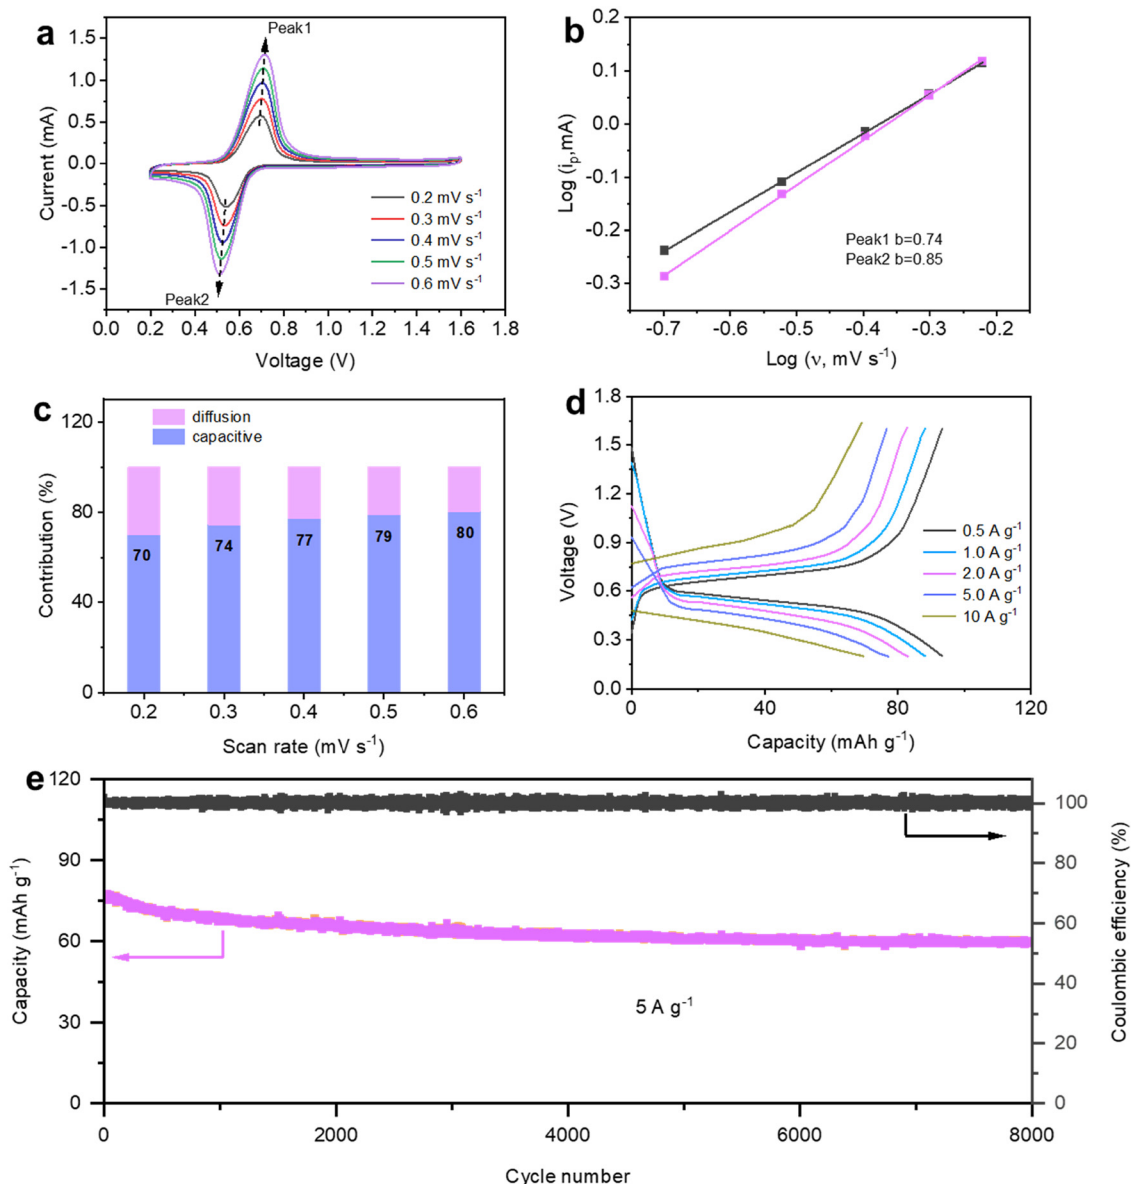 a
Peak1
1.5
1.0
0.5
0.0
-0.5
-1.0
-1.5
Current (mA)
0.2 mV s⁻¹
0.3 mV s⁻¹
0.4 mV s⁻¹
0.5 mV s⁻¹
0.6 mV s⁻¹
Peak2
0.0 0.2 0.4 0.6 0.8 1.0 1.2 1.4 1.6 1.8
Voltage (V)
b
0.1
0.0
-0.1
-0.2
-0.3
Log (iₚ,mA)
Peak1 b=0.74
Peak2 b=0.85
-0.7 -0.6 -0.5 -0.4 -0.3 -0.2
Log (ν, mV s⁻¹)
c
120
80
40
0
Contribution (%)
diffusion
capacitive
70 74 77 79 80
0.2 0.3 0.4 0.5 0.6
Scan rate (mV s⁻¹)
d
1.8
1.5
1.2
0.9
0.6
0.3
0.0
Voltage (V)
0.5 A g⁻¹
1.0 A g⁻¹
2.0 A g⁻¹
5.0 A g⁻¹
10 A g⁻¹
0 40 80 120
Capacity (mAh g⁻¹)
e
120
90
60
30
0
Capacity (mAh g⁻¹)
5 A g⁻¹
100
80
60
40
20
0
Coulombic efficiency (%)
0 2000 4000 6000 8000
Cycle number